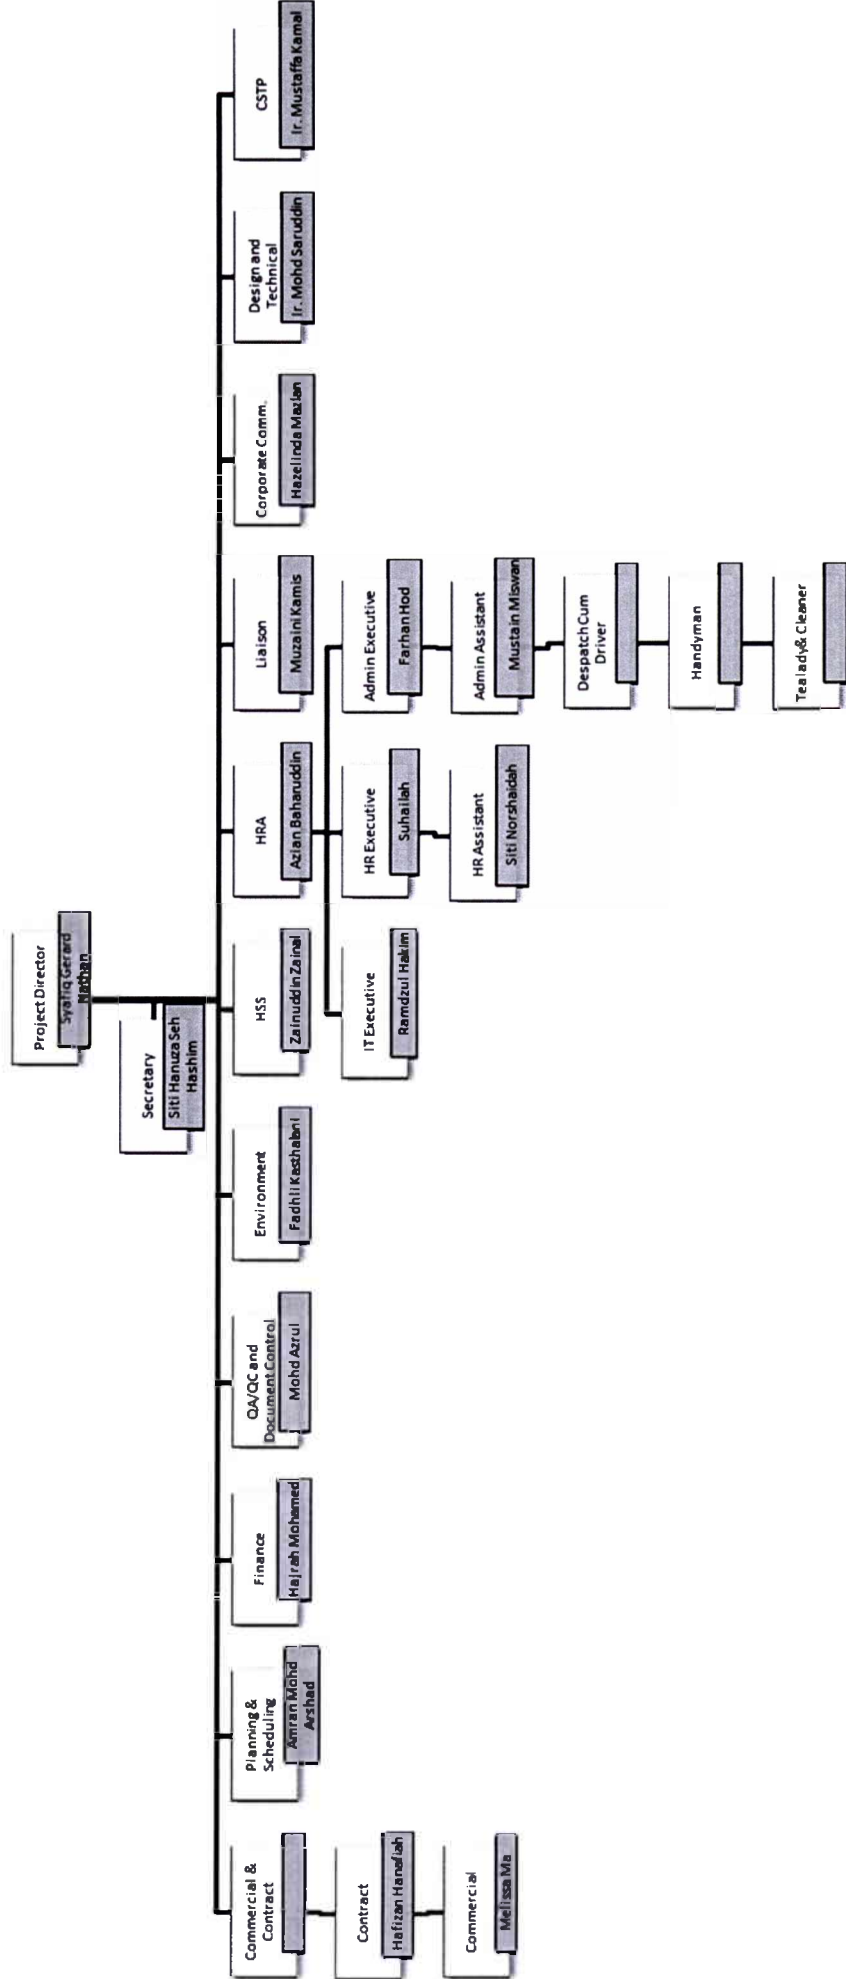 Project Director
Syafiq Gerard
Nathan
Secretary
Siti Hanuza Seh
Hashim
Commercial &
Contract
Contract
Hafizan Hanafiah
Commercial
Melissa Ma
Planning &
Scheduling
Amran Mohd
Arshad
Finance
Hajrah Mohamed
QA/QC and
Document Control
Mohd Azrul
Environment
Fadhli Kasthalani
HSS
Zainuddin Zainal
HRA
Azian Baharuddin
IT Executive
Ramdzul Hakim
HR Executive
Suhailah
HR Assistant
Siti Norshaidah
Admin Executive
Farhan Hod
Admin Assistant
Mustain Miswan
Despatch Cum
Driver
Handyman
Tealady & Cleaner
Liaison
Muzaini Kamis
Corporate Comm.
Hazelinda Mazlan
Design and
Technical
Ir. Mohd Saruddin
CSTP
Ir. Mustaffa Kamal